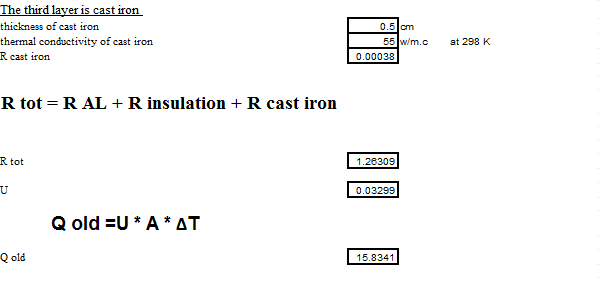 The third layer is cast iron
thickness of cast iron 0.5 cm
thermal conductivity of cast iron 55 w/m.c at 298 K
R cast iron 0.00038
R tot = R AL + R insulation + R cast iron
R tot 1.26309
U 0.03299
Q old =U * A * ΔT
Q old 15.8341